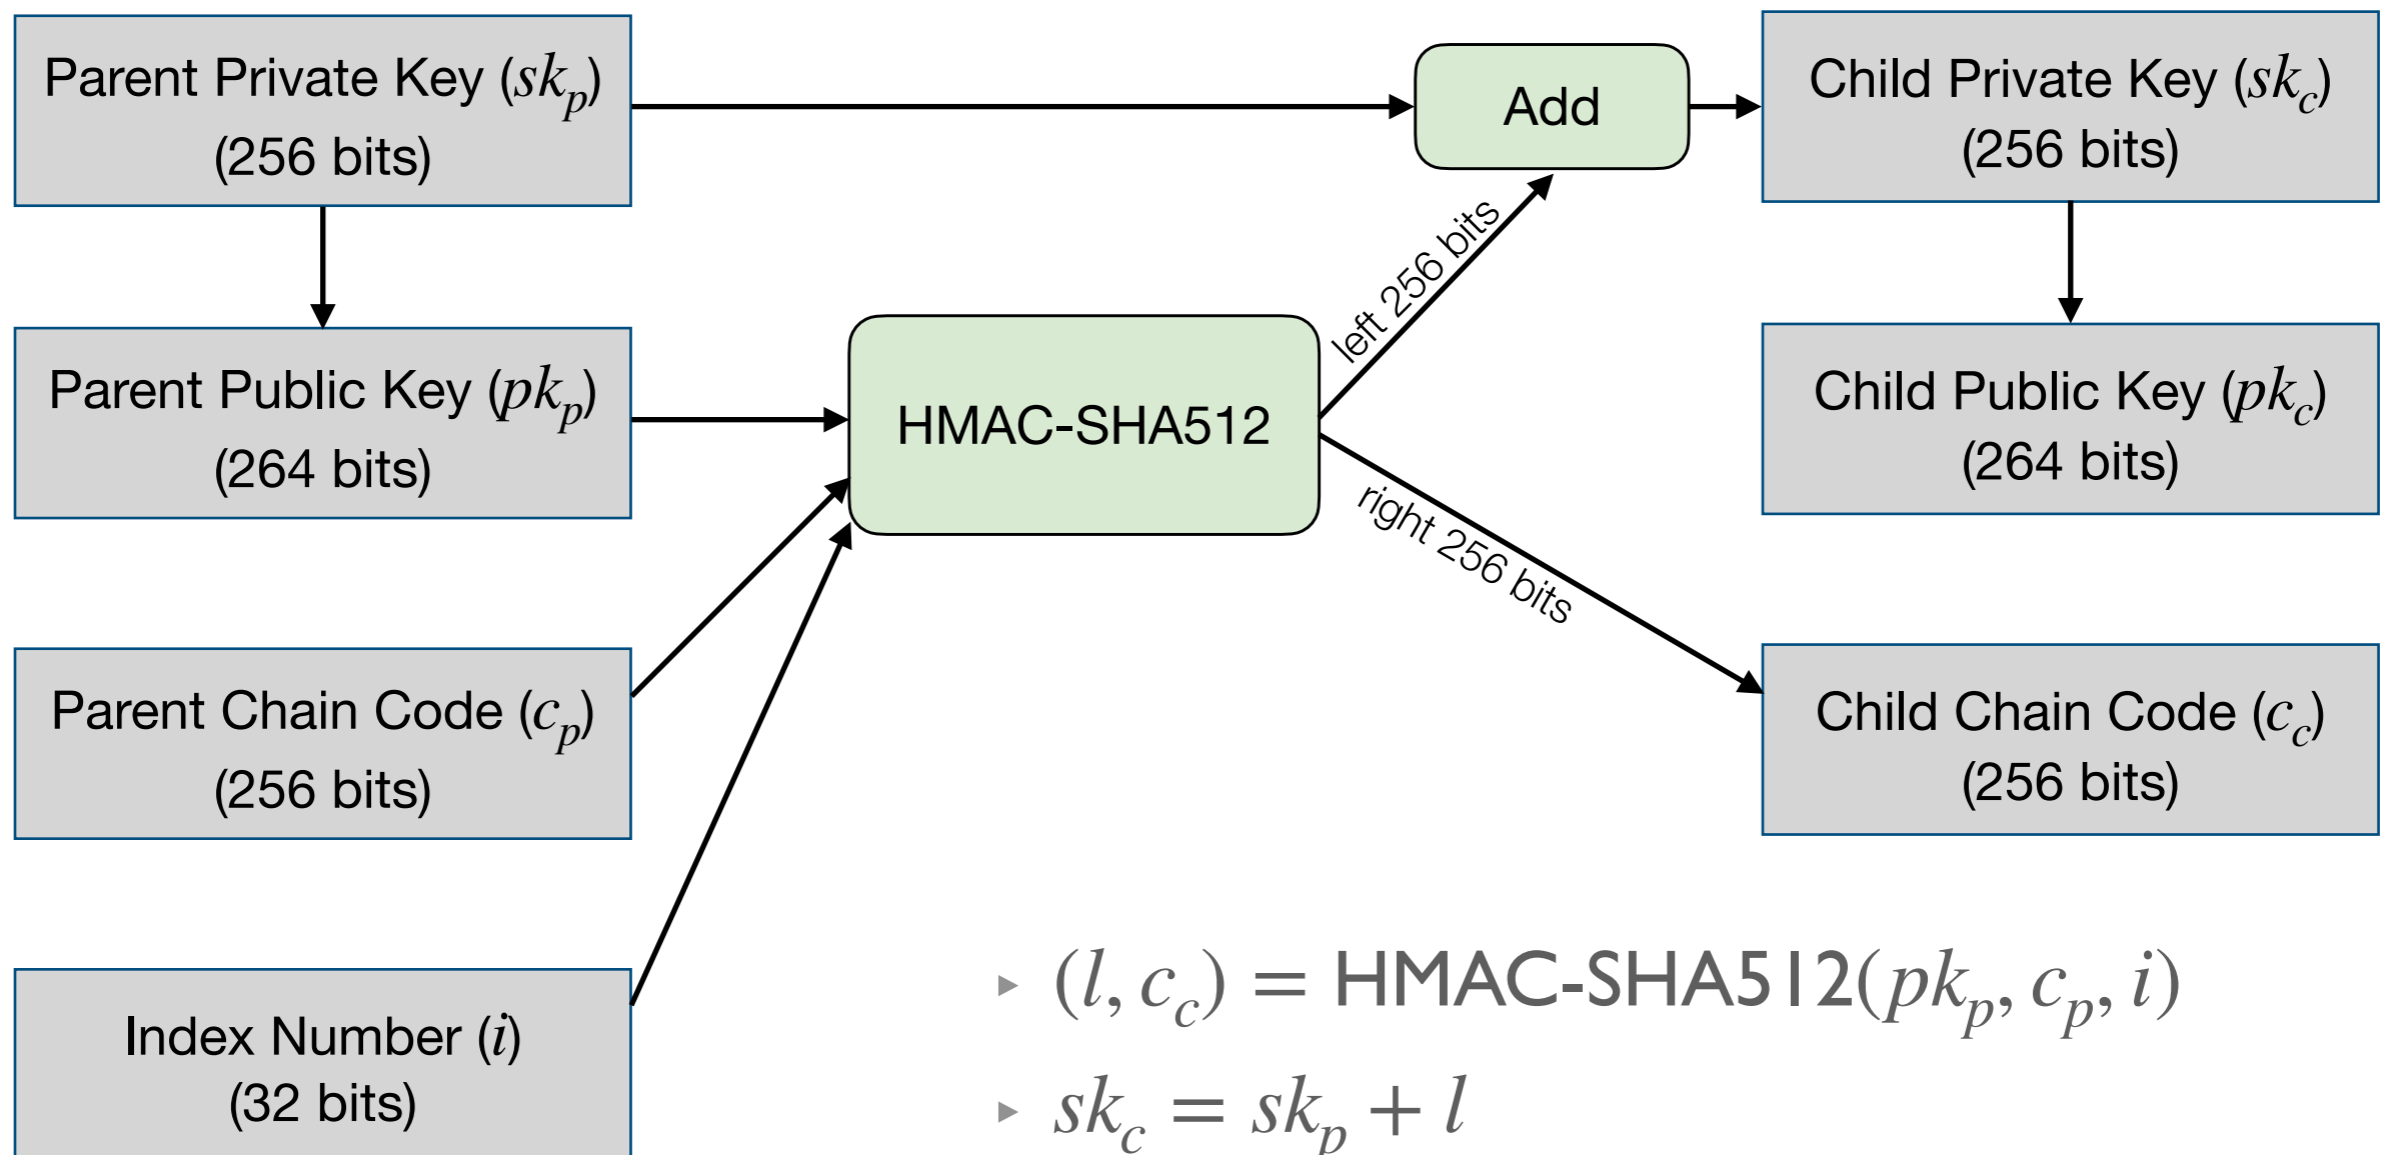 Parent Private Key (sk_p)
(256 bits)
Add
Child Private Key (sk_c)
(256 bits)
left 256 bits
Parent Public Key (pk_p)
(264 bits)
HMAC-SHA512
Child Public Key (pk_c)
(264 bits)
right 256 bits
Parent Chain Code (c_p)
(256 bits)
Child Chain Code (c_c)
(256 bits)
Index Number (i)
(32 bits)
▸ (l, c_c) = HMAC-SHA512(pk_p, c_p, i)
▸ sk_c = sk_p + l